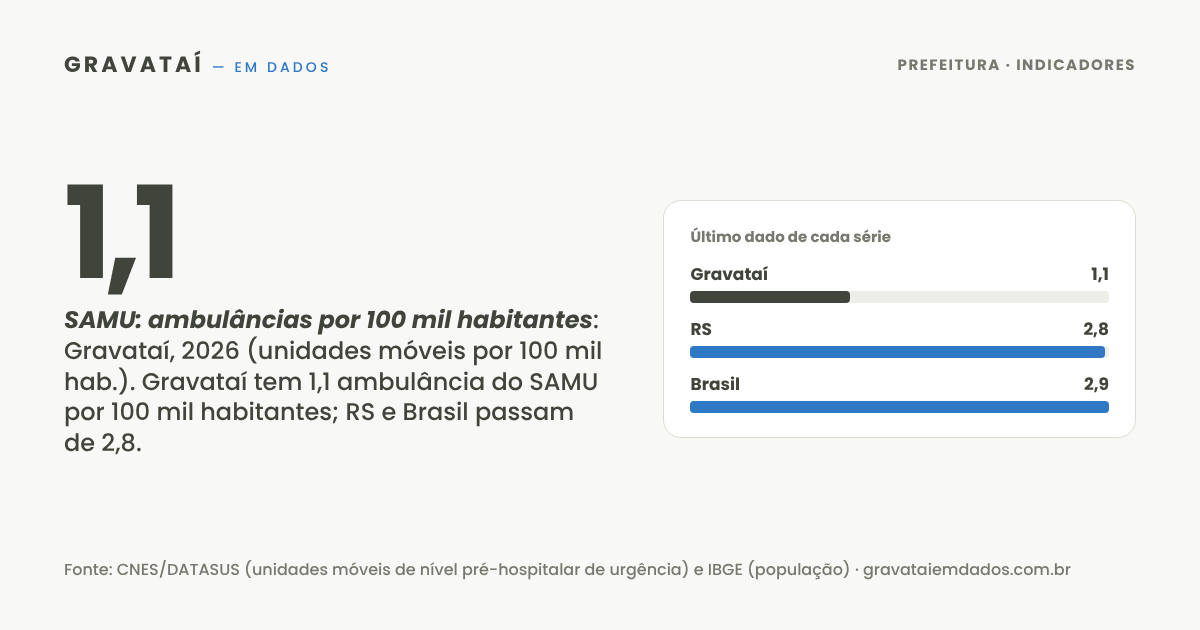 GRAVATAÍ — EM DADOS
PREFEITURA · INDICADORES
1,1
SAMU: ambulâncias por 100 mil habitantes:
Gravataí, 2026 (unidades móveis por 100 mil
hab.). Gravataí tem 1,1 ambulância do SAMU
por 100 mil habitantes; RS e Brasil passam
de 2,8.
Último dado de cada série
Gravataí 1,1
RS 2,8
Brasil 2,9
Fonte: CNES/DATASUS (unidades móveis de nível pré-hospitalar de urgência) e IBGE (população) · gravataiemdados.com.br